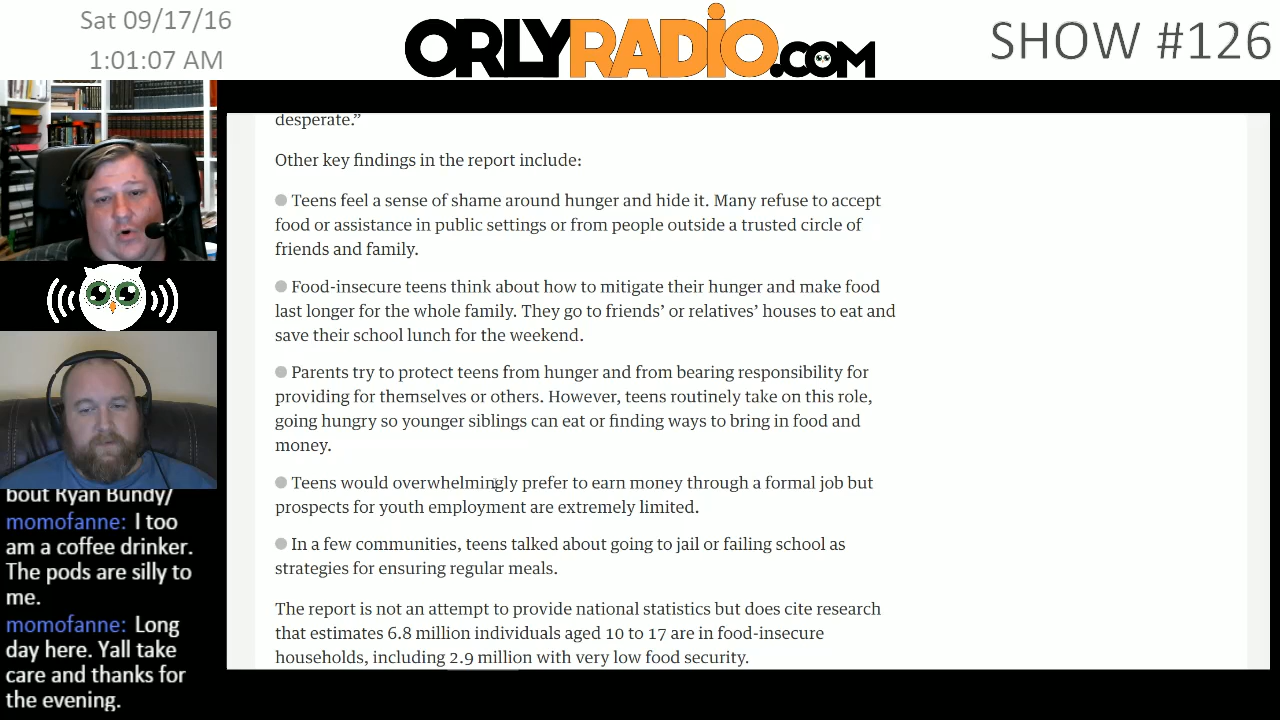 Sat 09/17/16
1:01:07 AM
ORLYRADIO.COM
SHOW #126
desperate.”
Other key findings in the report include:
Teens feel a sense of shame around hunger and hide it. Many refuse to accept
food or assistance in public settings or from people outside a trusted circle of
friends and family.
Food-insecure teens think about how to mitigate their hunger and make food
last longer for the whole family. They go to friends’ or relatives’ houses to eat and
save their school lunch for the weekend.
Parents try to protect teens from hunger and from bearing responsibility for
providing for themselves or others. However, teens routinely take on this role,
going hungry so younger siblings can eat or finding ways to bring in food and
money.
Teens would overwhelmingly prefer to earn money through a formal job but
prospects for youth employment are extremely limited.
In a few communities, teens talked about going to jail or failing school as
strategies for ensuring regular meals.
The report is not an attempt to provide national statistics but does cite research
that estimates 6.8 million individuals aged 10 to 17 are in food-insecure
households, including 2.9 million with very low food security.
bout Ryan Bundy/
momofanne: I too
am a coffee drinker.
The pods are silly to
me.
momofanne: Long
day here. Yall take
care and thanks for
the evening.